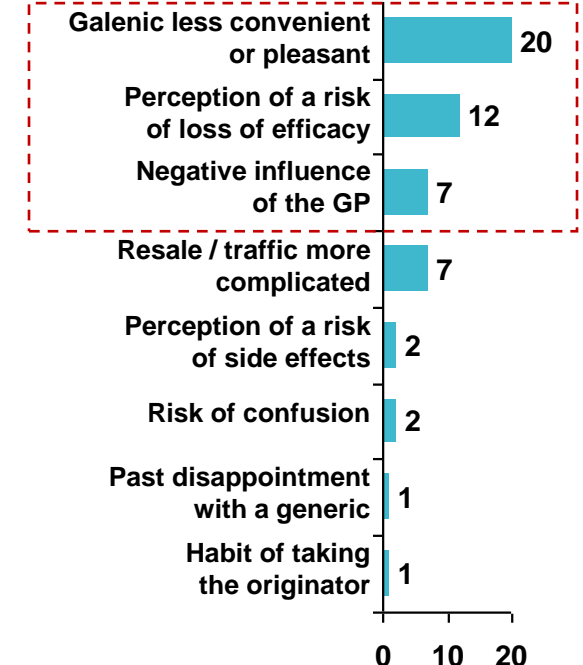 Galenic less convenient
or pleasant
20
Perception of a risk
of loss of efficacy
12
Negative influence
of the GP
7
Resale / traffic more
complicated
7
Perception of a risk
of side effects
2
Risk of confusion
2
Past disappointment
with a generic
1
Habit of taking
the originator
1
0 10 20